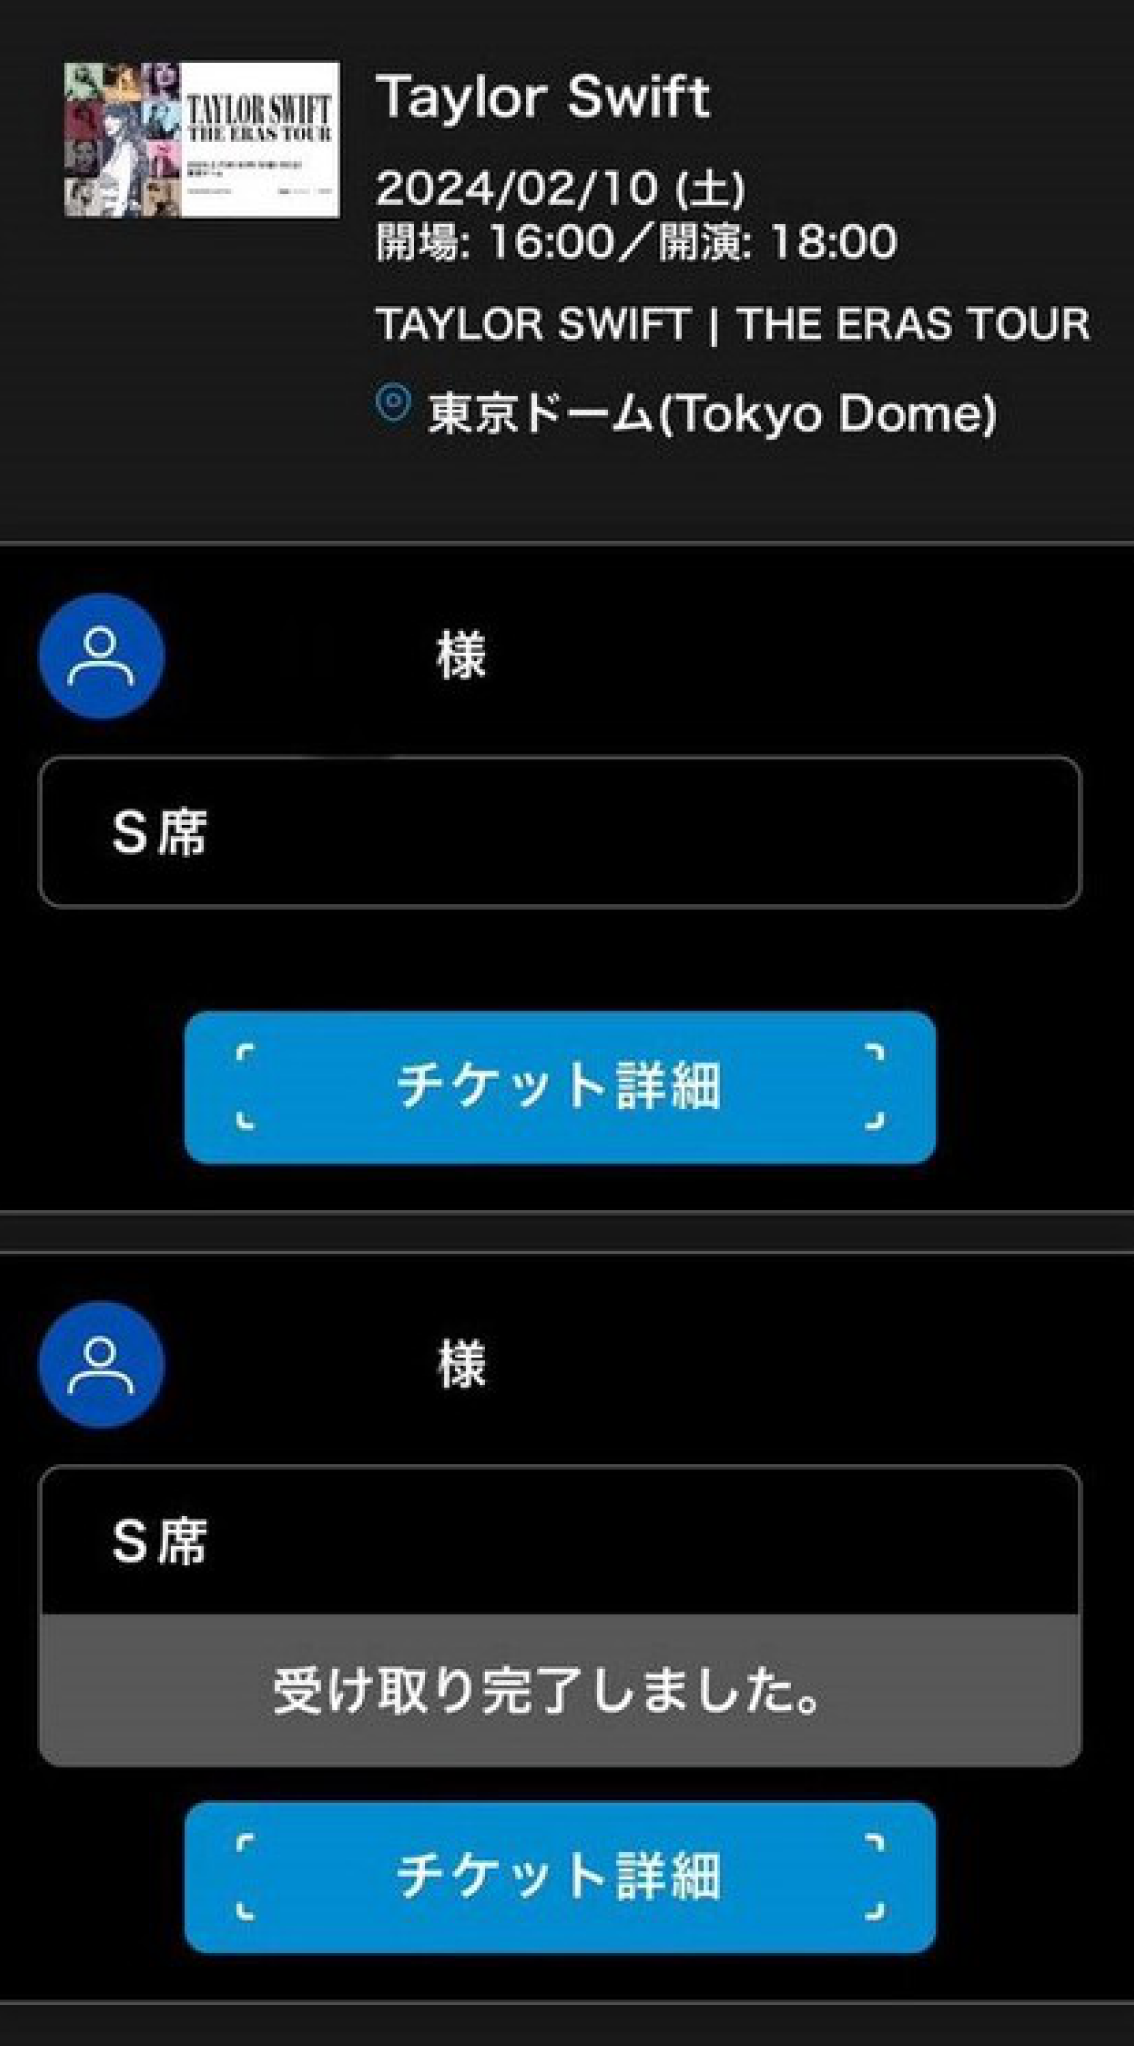 TAYLOR SWIFT
THE ERAS TOUR
Taylor Swift
2024/02/10 (土)
開場: 16:00／開演: 18:00
TAYLOR SWIFT | THE ERAS TOUR
東京ドーム(Tokyo Dome)
様
S席
チケット詳細
様
S席
受け取り完了しました。
チケット詳細